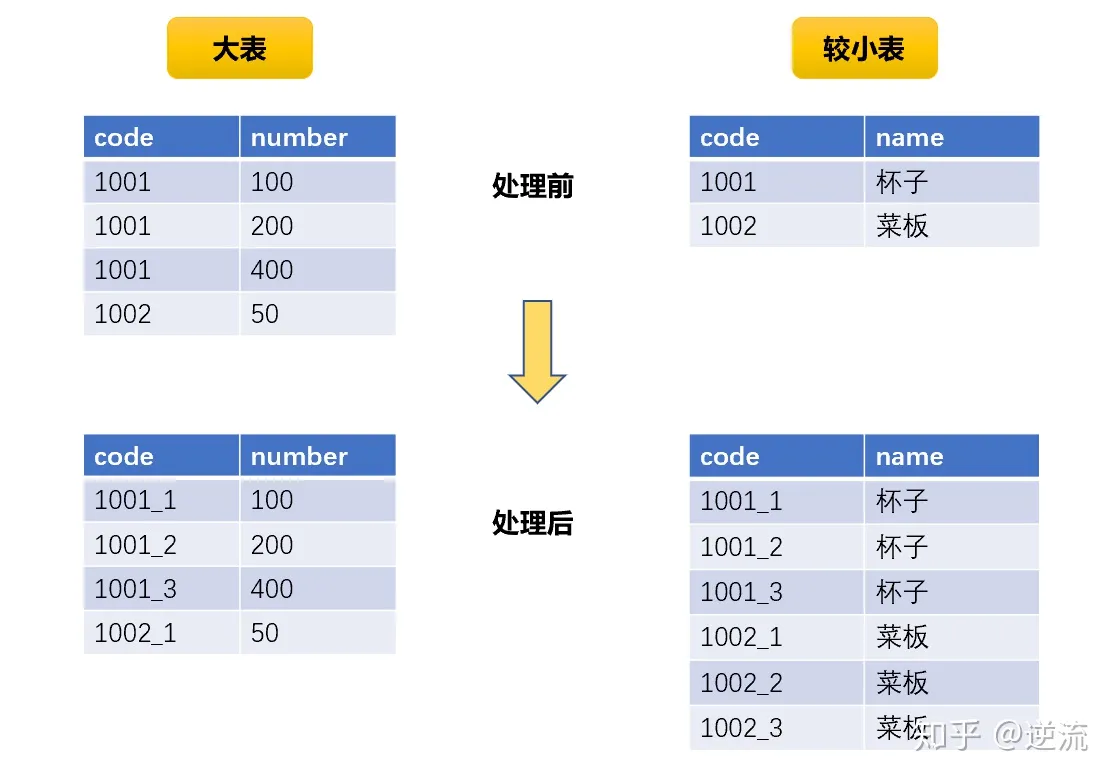 大表
较小表
code number
1001 100
1001 200
1001 400
1002 50
处理前
code name
1001 杯子
1002 菜板
code number
1001_1 100
1001_2 200
1001_3 400
1002_1 50
处理后
code name
1001_1 杯子
1001_2 杯子
1001_3 杯子
1002_1 菜板
1002_2 菜板
1002_3 菜板
知乎 @逆流